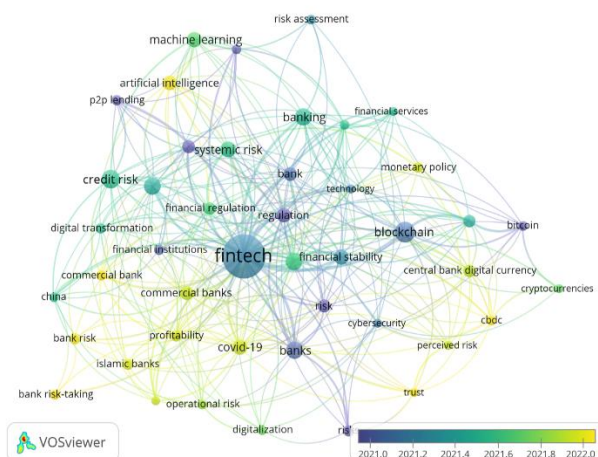 risk assessment
machine learning
artificial intelligence
p2p lending
banking
financial services
systemic risk
monetary policy
credit risk
bank
technology
financial regulation
regulation
digital transformation
blockchain
bitcoin
financial institutions
fintech
financial stability
commercial bank
central bank digital currency
china
commercial banks
cryptocurrencies
risk
bank risk
profitability
cybersecurity
cbdc
covid-19
banks
perceived risk
islamic banks
bank risk-taking
trust
operational risk
digitalization
VOSviewer
2021.0 2021.2 2021.4 2021.6 2021.8 2022.0